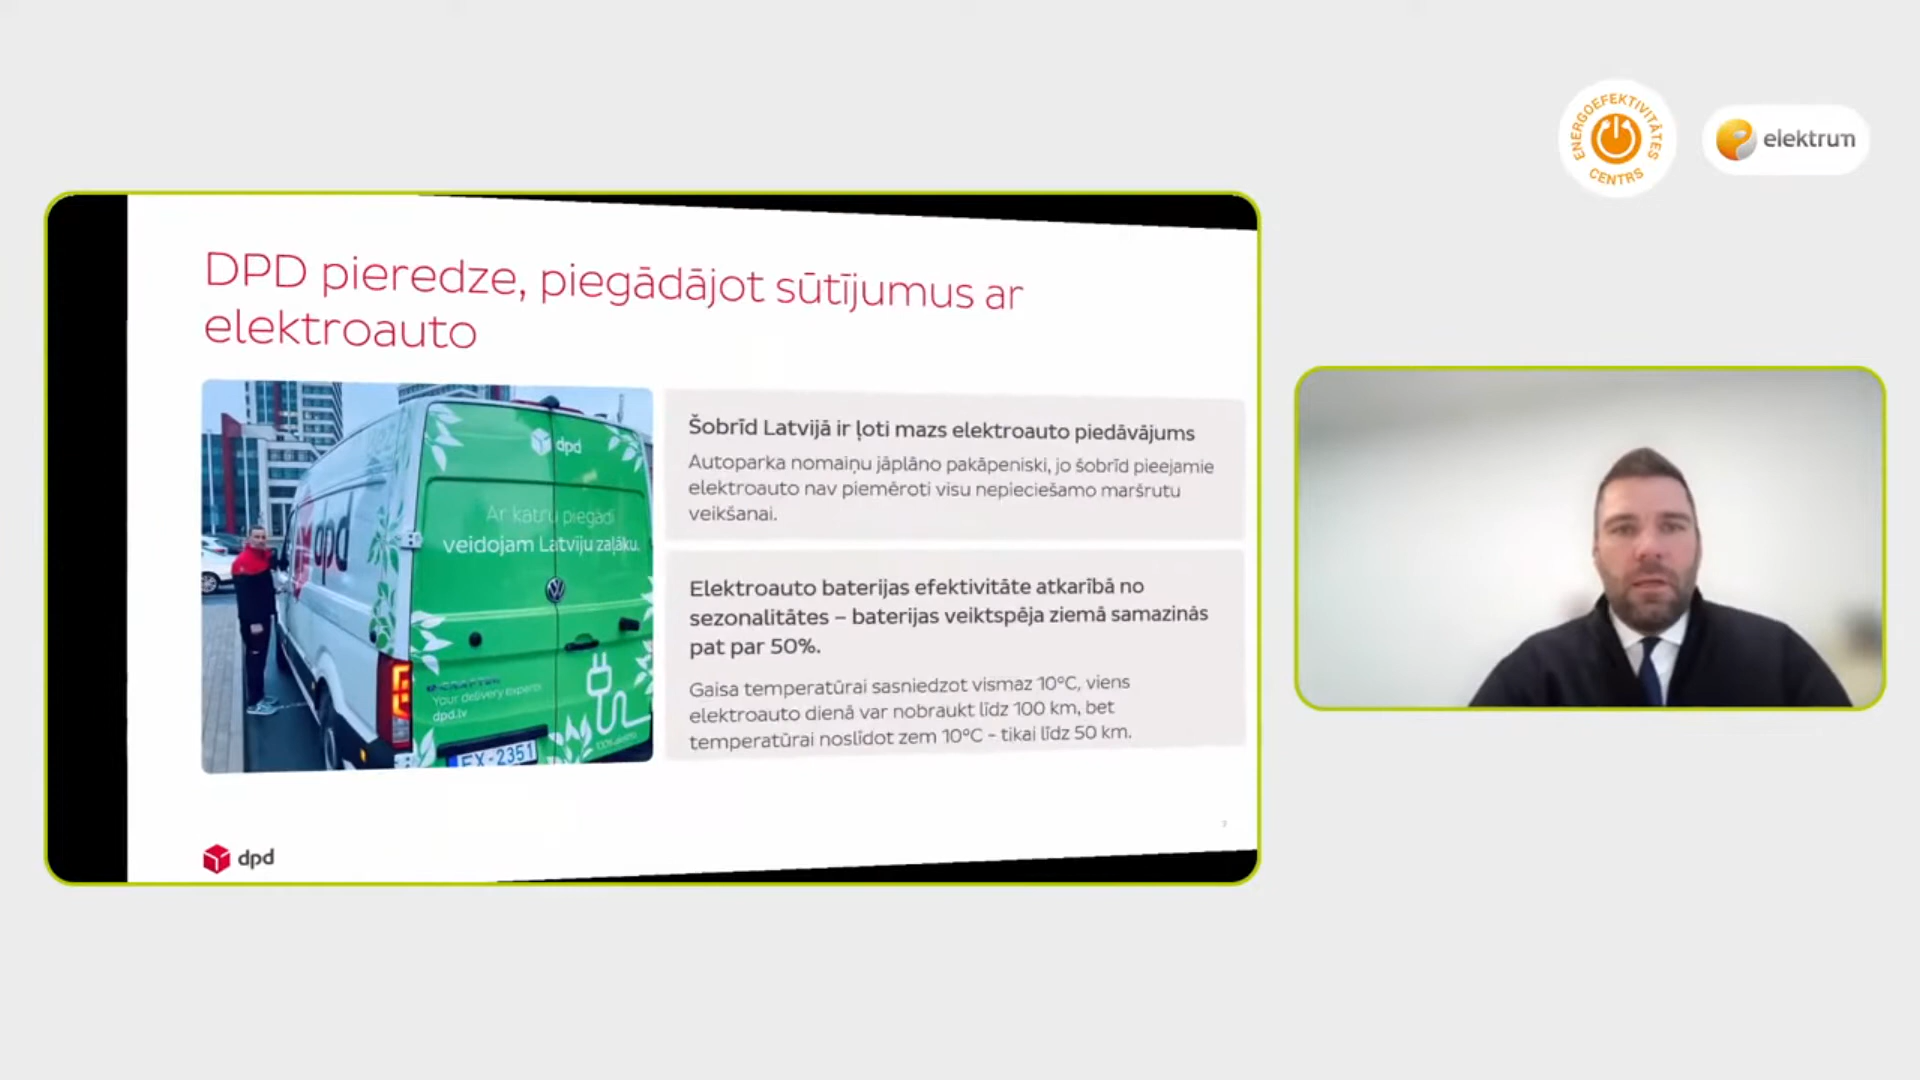 ENERGOEFEKTIVITĀTES
CENTRS
elektrum
DPD pieredze, piegādājot sūtījumus ar
elektroauto
dpd
Ar katru piegādi
veidojam Latviju zaļāku.
dpd
Your delivery experts
dpd.lv
EX-2351
Šobrīd Latvijā ir ļoti mazs elektroauto piedāvājums
Autoparka nomaiņu jāplāno pakāpeniski, jo šobrīd pieejamie
elektroauto nav piemēroti visu nepieciešamo maršrutu
veikšanai.
Elektroauto baterijas efektivitāte atkarībā no
sezonalitātes – baterijas veiktspēja ziemā samazinās
pat par 50%.
Gaisa temperatūrai sasniedzot vismaz 10°C, viens
elektroauto dienā var nobraukt līdz 100 km, bet
temperatūrai noslīdot zem 10°C - tikai līdz 50 km.
dpd